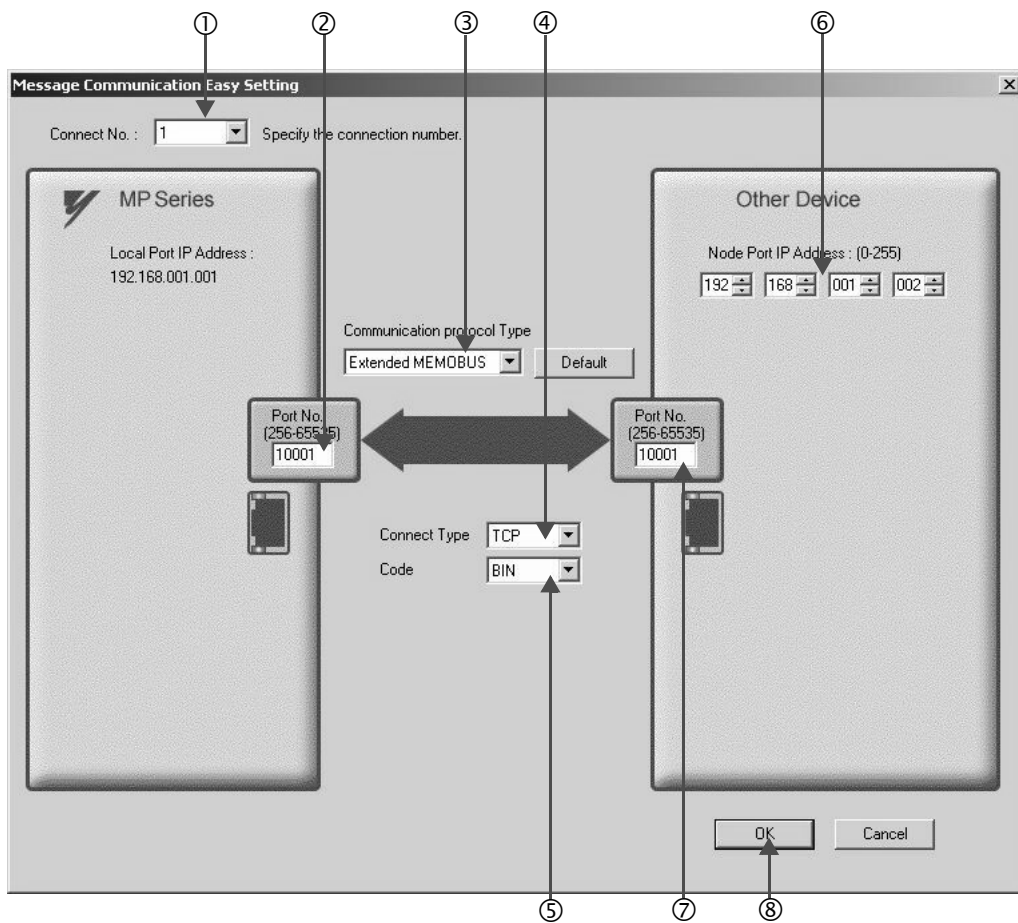 ① ② ③ ④ ⑥
Message Communication Easy Setting
Connect No. : 1 Specify the connection number.
MP Series
Local Port IP Address :
192.168.001.001
Other Device
Node Port IP Address : (0-255)
192 168 001 002
Communication protocol Type
Extended MEMOBUS Default
Port No.
(256-65535)
10001
Port No.
(256-65535)
10001
Connect Type TCP
Code BIN
OK Cancel
⑤ ⑦ ⑧